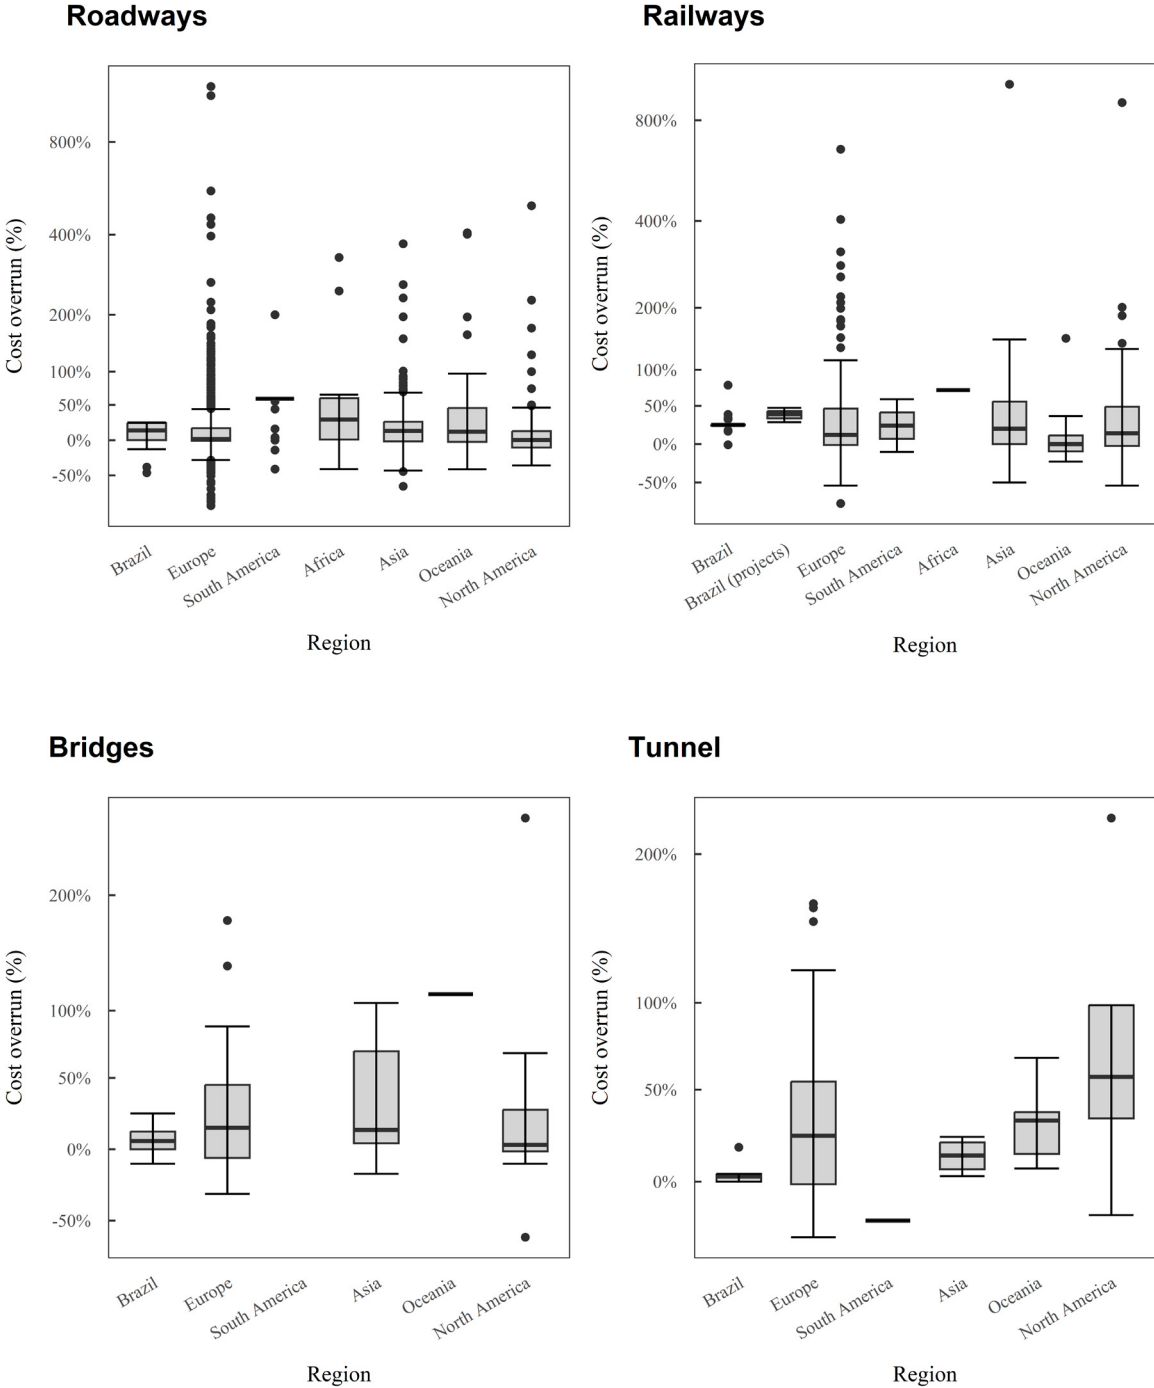 Roadways
Cost overrun (%)
800%
400%
200%
100%
50%
0%
-50%
Brazil
Europe
South America
Africa
Asia
Oceania
North America
Region
Railways
Cost overrun (%)
800%
400%
200%
100%
50%
0%
-50%
Brazil
Brazil (projects)
Europe
South America
Africa
Asia
Oceania
North America
Region
Bridges
Cost overrun (%)
200%
100%
50%
0%
-50%
Brazil
Europe
South America
Asia
Oceania
North America
Region
Tunnel
Cost overrun (%)
200%
100%
50%
0%
Brazil
Europe
South America
Asia
Oceania
North America
Region